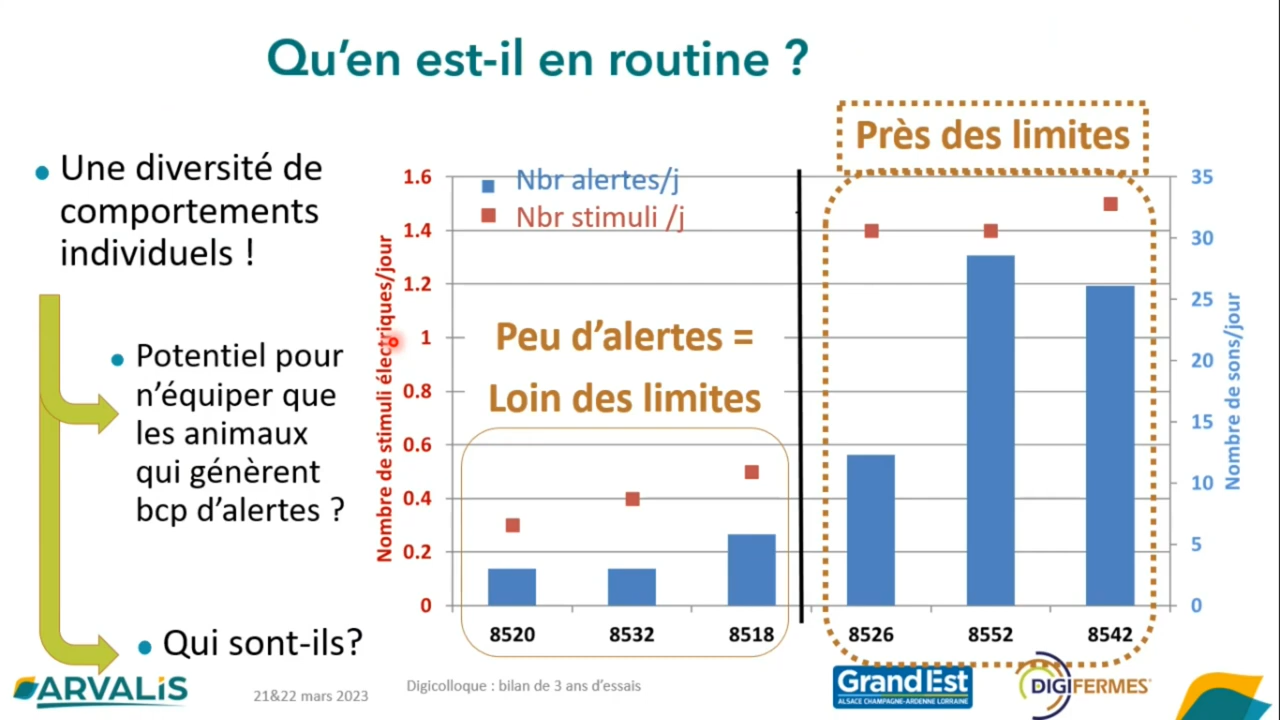 Qu'en est-il en routine ?
• Une diversité de
comportements
individuels !
• Potentiel pour
n'équiper que
les animaux
qui génèrent
bcp d'alertes ?
• Qui sont-ils?
Près des limites
Nbr alertes/j
Nbr stimuli /j
Peu d'alertes =
Loin des limites
Nombre de stimuli électriques/jour
1.6
1.4
1.2
1
0.8
0.6
0.4
0.2
0
35
30
25
20
15
10
5
0
Nombre de sons/jour
8520 8532 8518 8526 8552 8542
ARVALIS
21&22 mars 2023
Digicolloque : bilan de 3 ans d'essais
Grand Est
ALSACE CHAMPAGNE-ARDENNE LORRAINE
DIGIFERMES